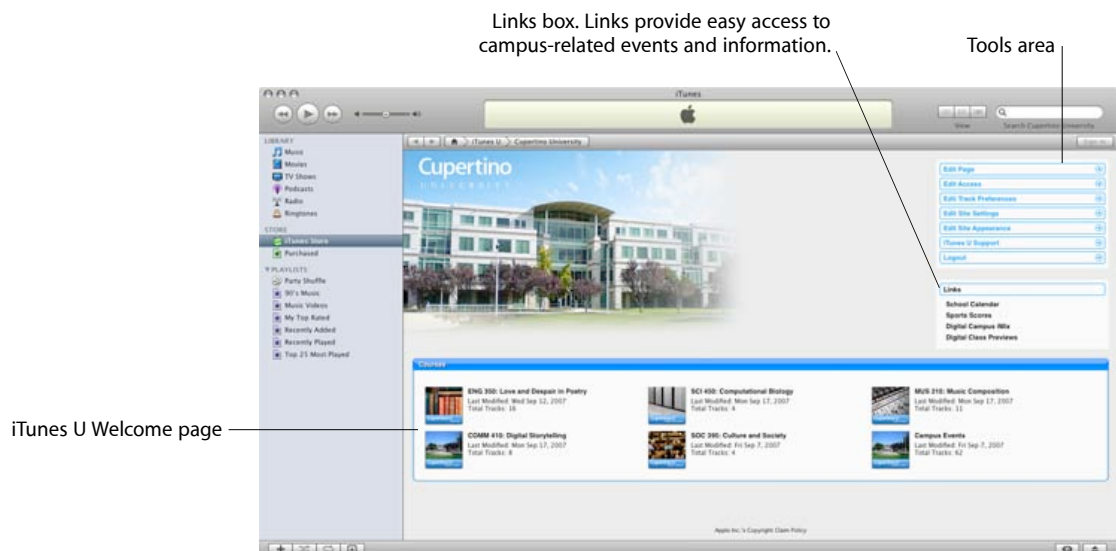 Links box. Links provide easy access to
campus-related events and information.
Tools area
iTunes
View
Search Cupertino University
LIBRARY
Music
Movies
TV Shows
Podcasts
Radio
Ringtones
STORE
iTunes Store
Purchased
PLAYLISTS
Party Shuffle
90's Music
Music Videos
My Top Rated
Recently Added
Recently Played
Top 25 Most Played
iTunes U
Cupertino University
Sign In
Cupertino
UNIVERSITY
Edit Page
Edit Access
Edit Track Preferences
Edit Site Settings
Edit Site Appearance
iTunes U Support
Logout
Links
School Calendar
Sports Scores
Digital Campus iMix
Digital Class Previews
Courses
ENG 350: Love and Despair in Poetry
Last Modified: Wed Sep 12, 2007
Total Tracks: 16
SCI 450: Computational Biology
Last Modified: Mon Sep 17, 2007
Total Tracks: 4
MUS 210: Music Composition
Last Modified: Mon Sep 17, 2007
Total Tracks: 11
COMM 410: Digital Storytelling
Last Modified: Mon Sep 17, 2007
Total Tracks: 8
SOC 395: Culture and Society
Last Modified: Fri Sep 7, 2007
Total Tracks: 4
Campus Events
Last Modified: Fri Sep 7, 2007
Total Tracks: 62
iTunes U Welcome page
Apple Inc.'s Copyright Claim Policy